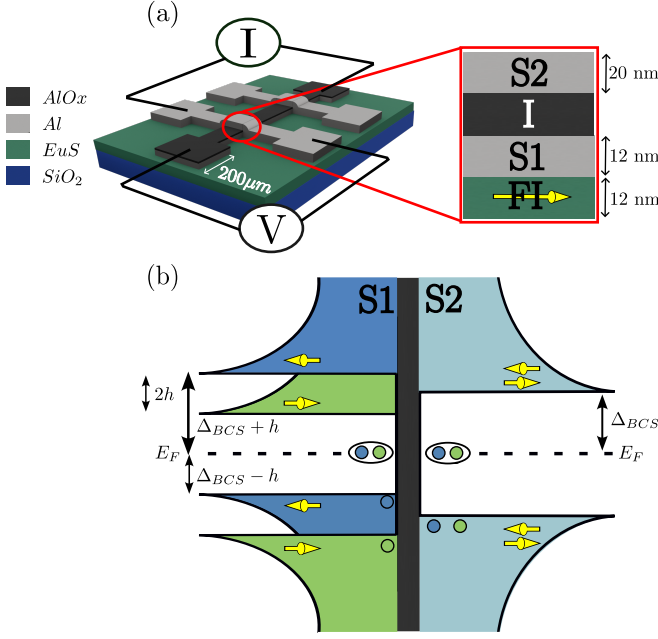 (a)
I
AlOx
Al
EuS
SiO₂
200μm
V
S2
I
S1
FI
20 nm
12 nm
12 nm
(b)
S1
S2
2h
Δ_BCS + h
E_F
Δ_BCS − h
Δ_BCS
E_F